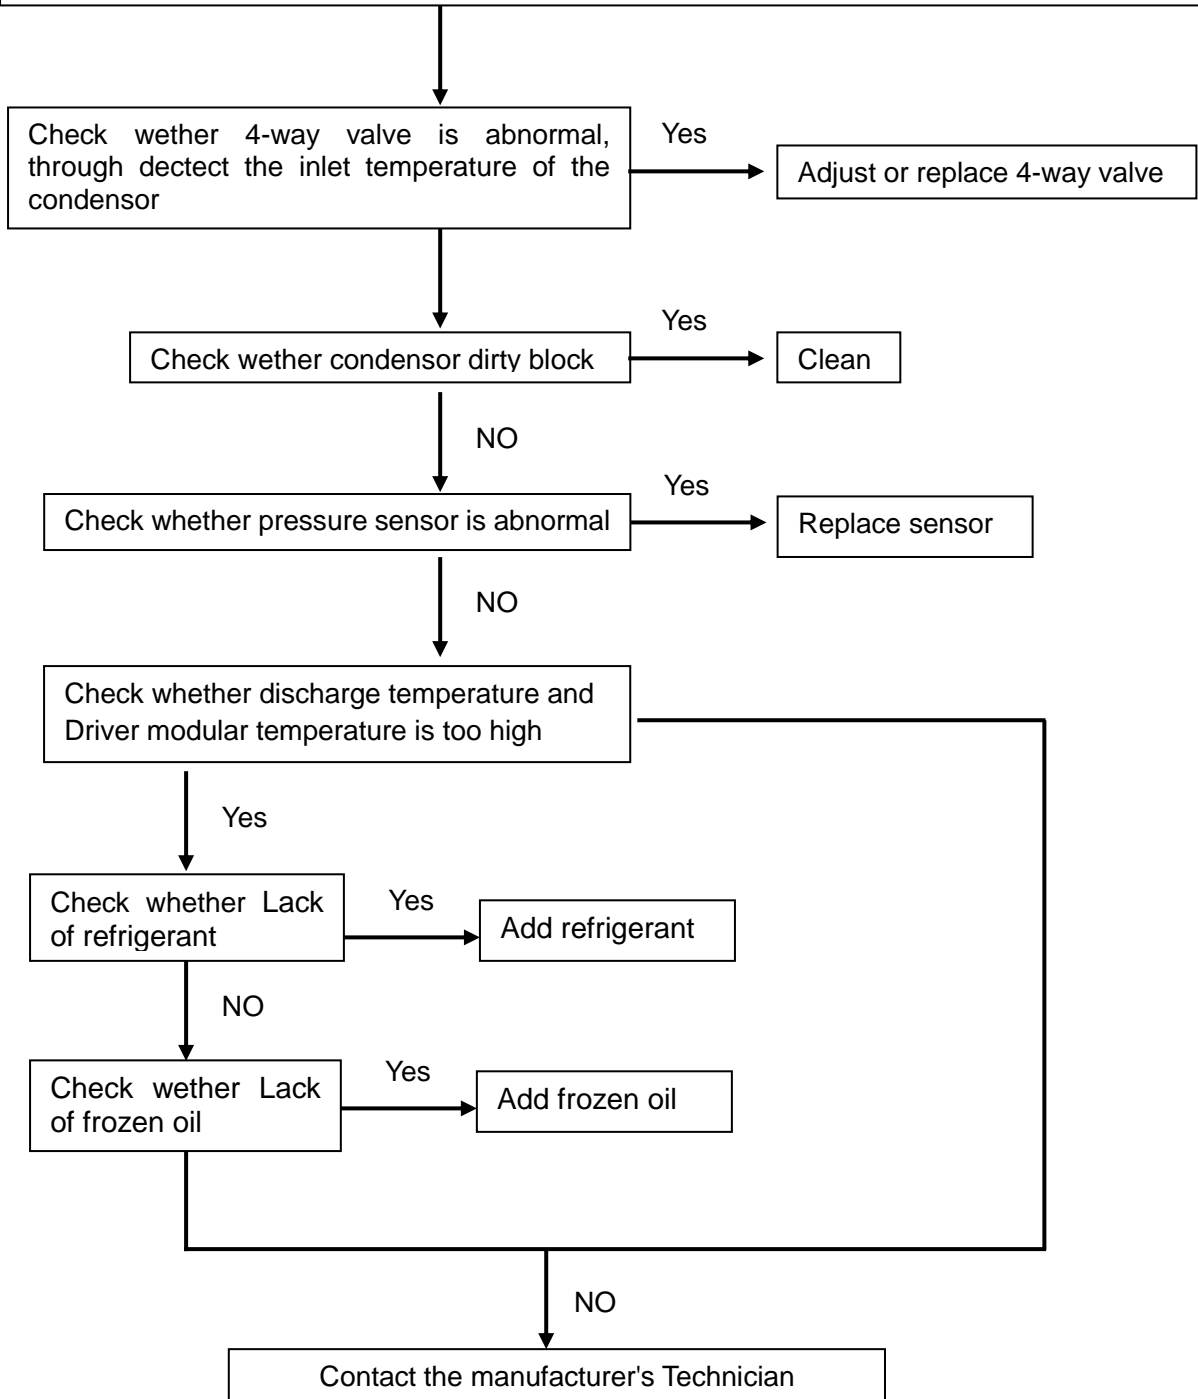 Check wether 4-way valve is abnormal,
through dectect the inlet temperature of the
condensor
Yes
Adjust or replace 4-way valve
Check wether condensor dirty block
Yes
Clean
NO
Check whether pressure sensor is abnormal
Yes
Replace sensor
NO
Check whether discharge temperature and
Driver modular temperature is too high
Yes
Check whether Lack
of refrigerant
Yes
Add refrigerant
NO
Check wether Lack
of frozen oil
Yes
Add frozen oil
NO
Contact the manufacturer's Technician